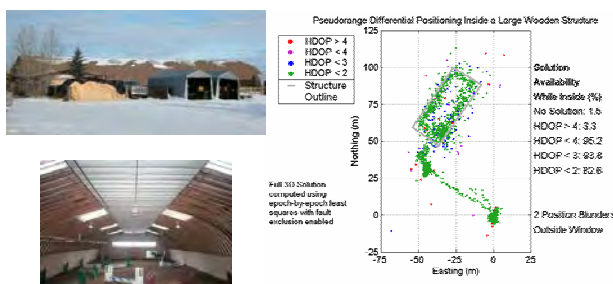 Pseudorange Differential Positioning Inside a Large Wooden Structure
HDOP > 4
HDOP < 4
HDOP < 3
HDOP < 2
Structure
Outline
Full 3D Solution
computed using
epoch-by-epoch least
squares with fault
exclusion enabled
Northing (m)
125
100
75
50
25
0
25
-75
-50
-25
0
25
Easting (m)
Solution
Availability
While Inside (%)
No Solution: 1.5
HDOP > 4: 3.3
HDOP < 4: 95.2
HDOP < 3: 93.8
HDOP < 2: 82.6
2 Position Blunders
Outside Window